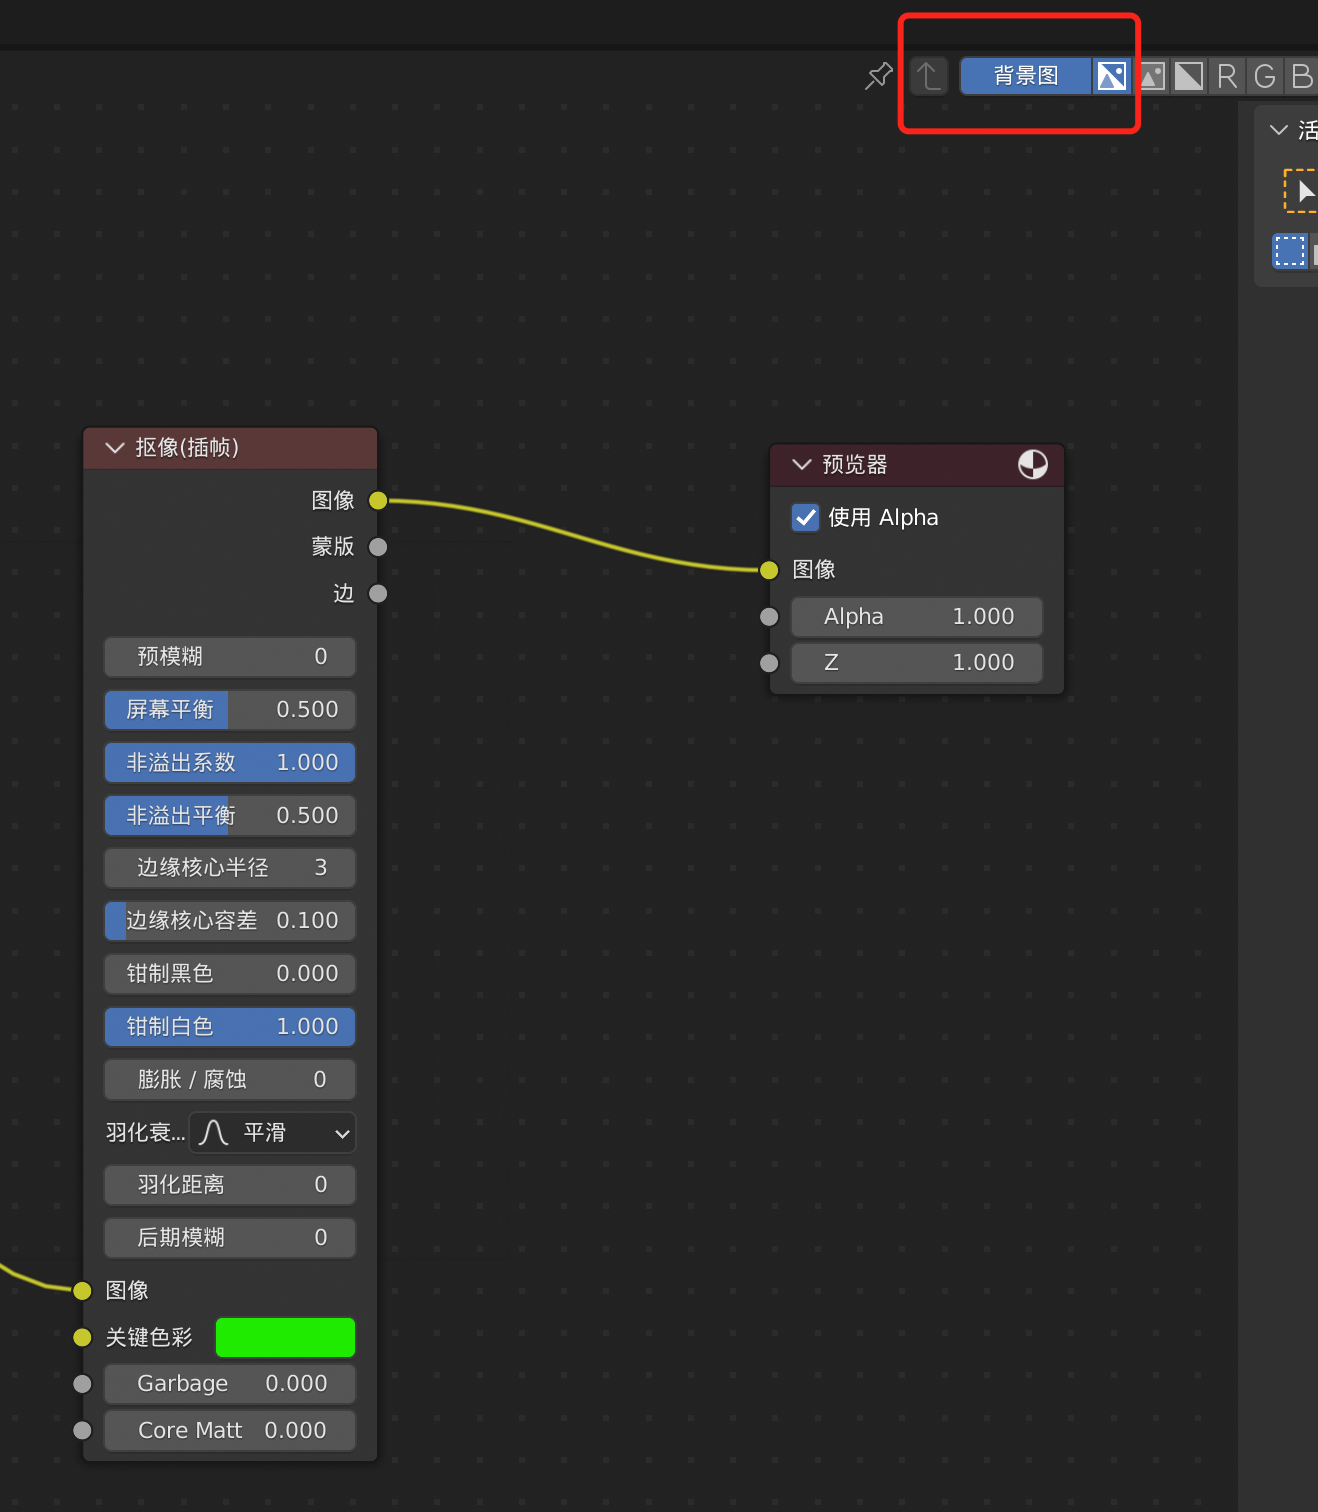 背景图
R G B
活
抠像(插帧)
图像
蒙版
边
预模糊 0
屏幕平衡 0.500
非溢出系数 1.000
非溢出平衡 0.500
边缘核心半径 3
边缘核心容差 0.100
钳制黑色 0.000
钳制白色 1.000
膨胀 / 腐蚀 0
羽化衰... 平滑
羽化距离 0
后期模糊 0
图像
关键色彩
Garbage 0.000
Core Matt 0.000
预览器
使用 Alpha
图像
Alpha 1.000
Z 1.000